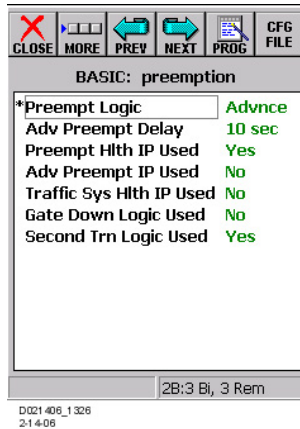 CLOSE MORE PREV NEXT PROG CFG FILE
BASIC: preemption
*Preempt Logic Advnce
Adv Preempt Delay 10 sec
Preempt Hlth IP Used Yes
Adv Preempt IP Used No
Traffic Sys Hlth IP Used No
Gate Down Logic Used No
Second Trn Logic Used Yes
2B:3 Bi, 3 Rem
D021406_1326
2-14-06